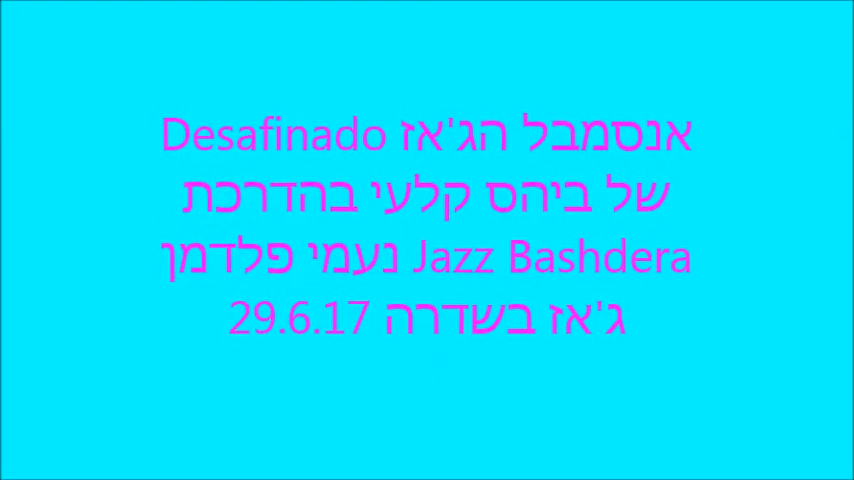 אנסמבל הג'אז Desafinado
של ביהס קלעי בהדרכת
נעמי פלדמן Jazz Bashdera
ג'אז בשדרה 29.6.17